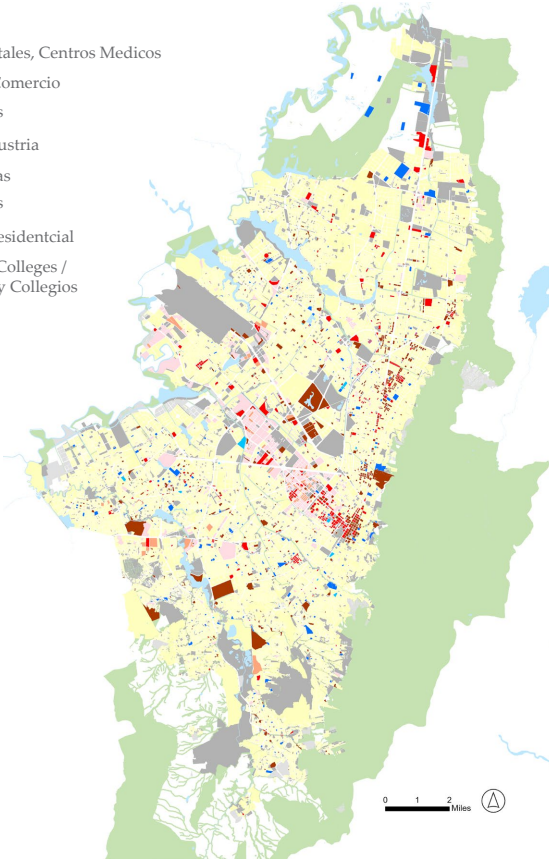 tales, Centros Medicos
Comercio
s
ustria
as
s
esidentcial
Colleges /
y Collegios
0 1 2
Miles